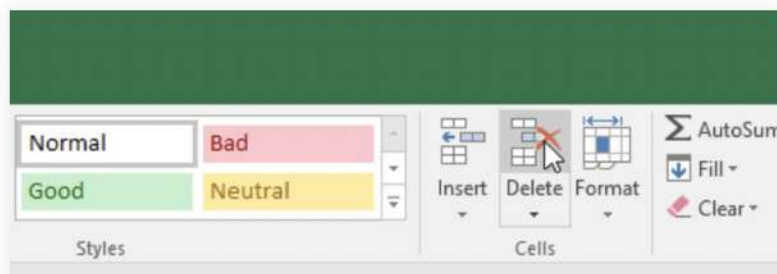 Normal
Bad
Good
Neutral
Styles
Insert
Delete
Format
Cells
AutoSum
Fill
Clear